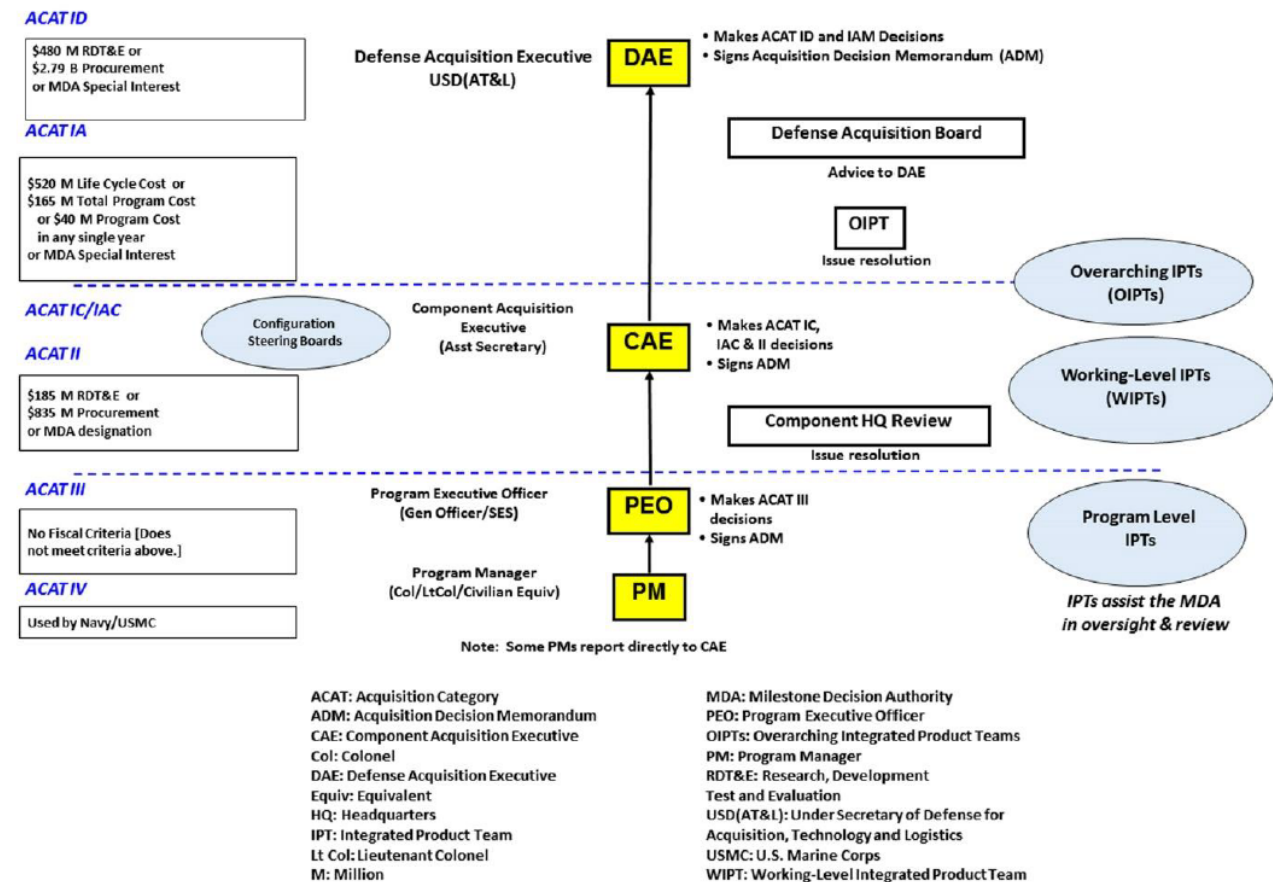 ACAT ID
$480 M RDT&E or
$2.79 B Procurement
or MDA Special Interest
Defense Acquisition Executive
USD(AT&L)
DAE
• Makes ACAT ID and IAM Decisions
• Signs Acquisition Decision Memorandum (ADM)
ACAT IA
$520 M Life Cycle Cost or
$165 M Total Program Cost
or $40 M Program Cost
in any single year
or MDA Special Interest
Defense Acquisition Board
Advice to DAE
OIPT
Issue resolution
Overarching IPTs
(OIPTs)
ACAT IC/IAC
Configuration
Steering Boards
Component Acquisition
Executive
(Asst Secretary)
CAE
• Makes ACAT IC,
IAC & II decisions
• Signs ADM
Working-Level IPTs
(WIPTs)
ACAT II
$185 M RDT&E or
$835 M Procurement
or MDA designation
Component HQ Review
Issue resolution
ACAT III
No Fiscal Criteria [Does
not meet criteria above.]
Program Executive Officer
(Gen Officer/SES)
PEO
• Makes ACAT III
decisions
• Signs ADM
Program Level
IPTs
ACAT IV
Used by Navy/USMC
Program Manager
(Col/LtCol/Civilian Equiv)
PM
IPTs assist the MDA
in oversight & review
Note: Some PMs report directly to CAE
ACAT: Acquisition Category
ADM: Acquisition Decision Memorandum
CAE: Component Acquisition Executive
Col: Colonel
DAE: Defense Acquisition Executive
Equiv: Equivalent
HQ: Headquarters
IPT: Integrated Product Team
Lt Col: Lieutenant Colonel
M: Million
MDA: Milestone Decision Authority
PEO: Program Executive Officer
OIPTs: Overarching Integrated Product Teams
PM: Program Manager
RDT&E: Research, Development
Test and Evaluation
USD(AT&L): Under Secretary of Defense for
Acquisition, Technology and Logistics
USMC: U.S. Marine Corps
WIPT: Working-Level Integrated Product Team